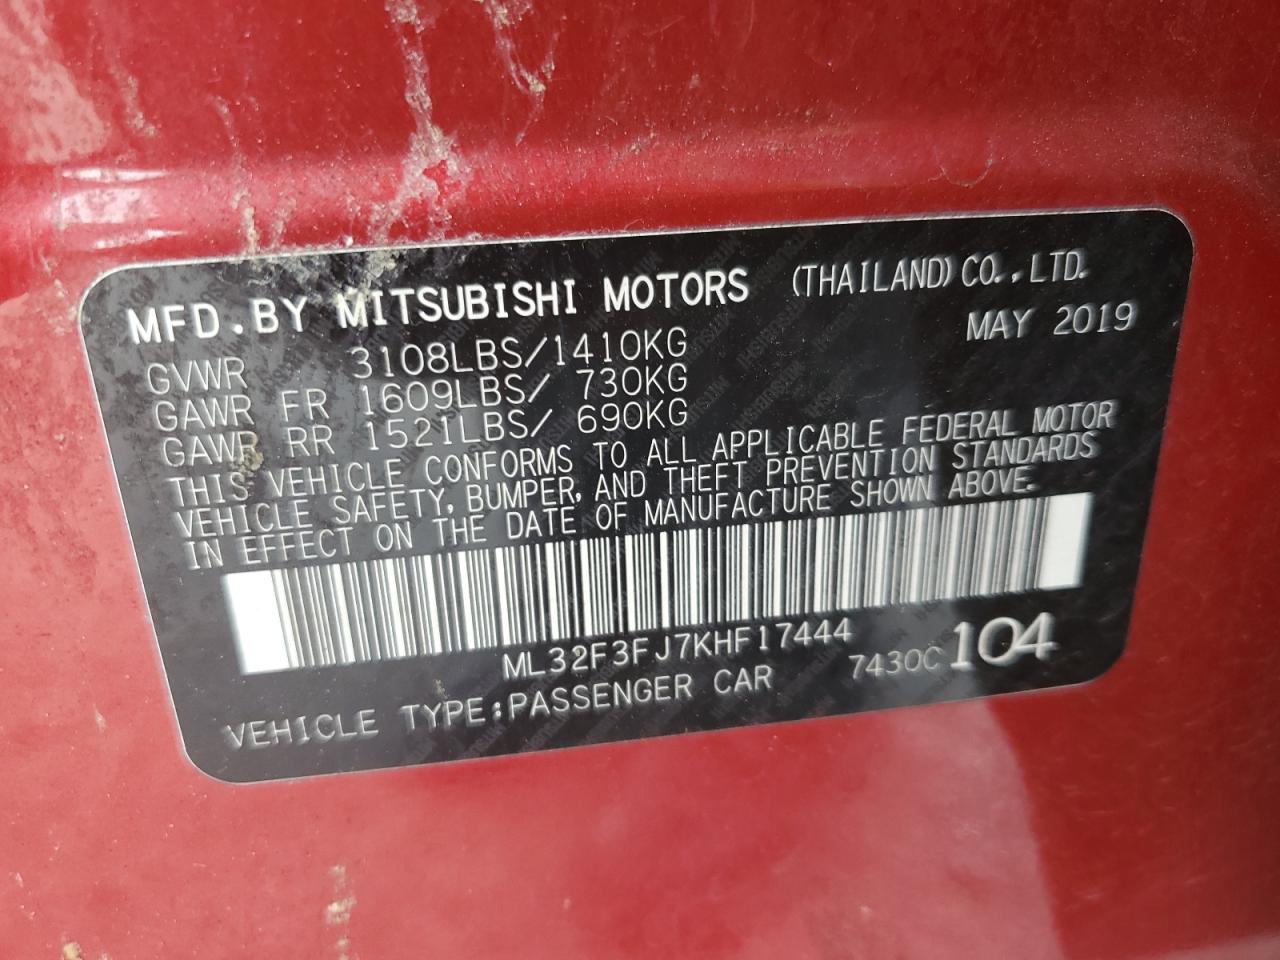 MFD.BY MITSUBISHI MOTORS (THAILAND) CO.,LTD.
MAY 2019
GVWR 3108LBS/1410KG
GAWR FR 1609LBS/ 730KG
GAWR RR 1521LBS/ 690KG
THIS VEHICLE CONFORMS TO ALL APPLICABLE FEDERAL MOTOR
VEHICLE SAFETY, BUMPER, AND THEFT PREVENTION STANDARDS
IN EFFECT ON THE DATE OF MANUFACTURE SHOWN ABOVE.
ML32F3FJ7KHF17444
7430C 104
VEHICLE TYPE:PASSENGER CAR